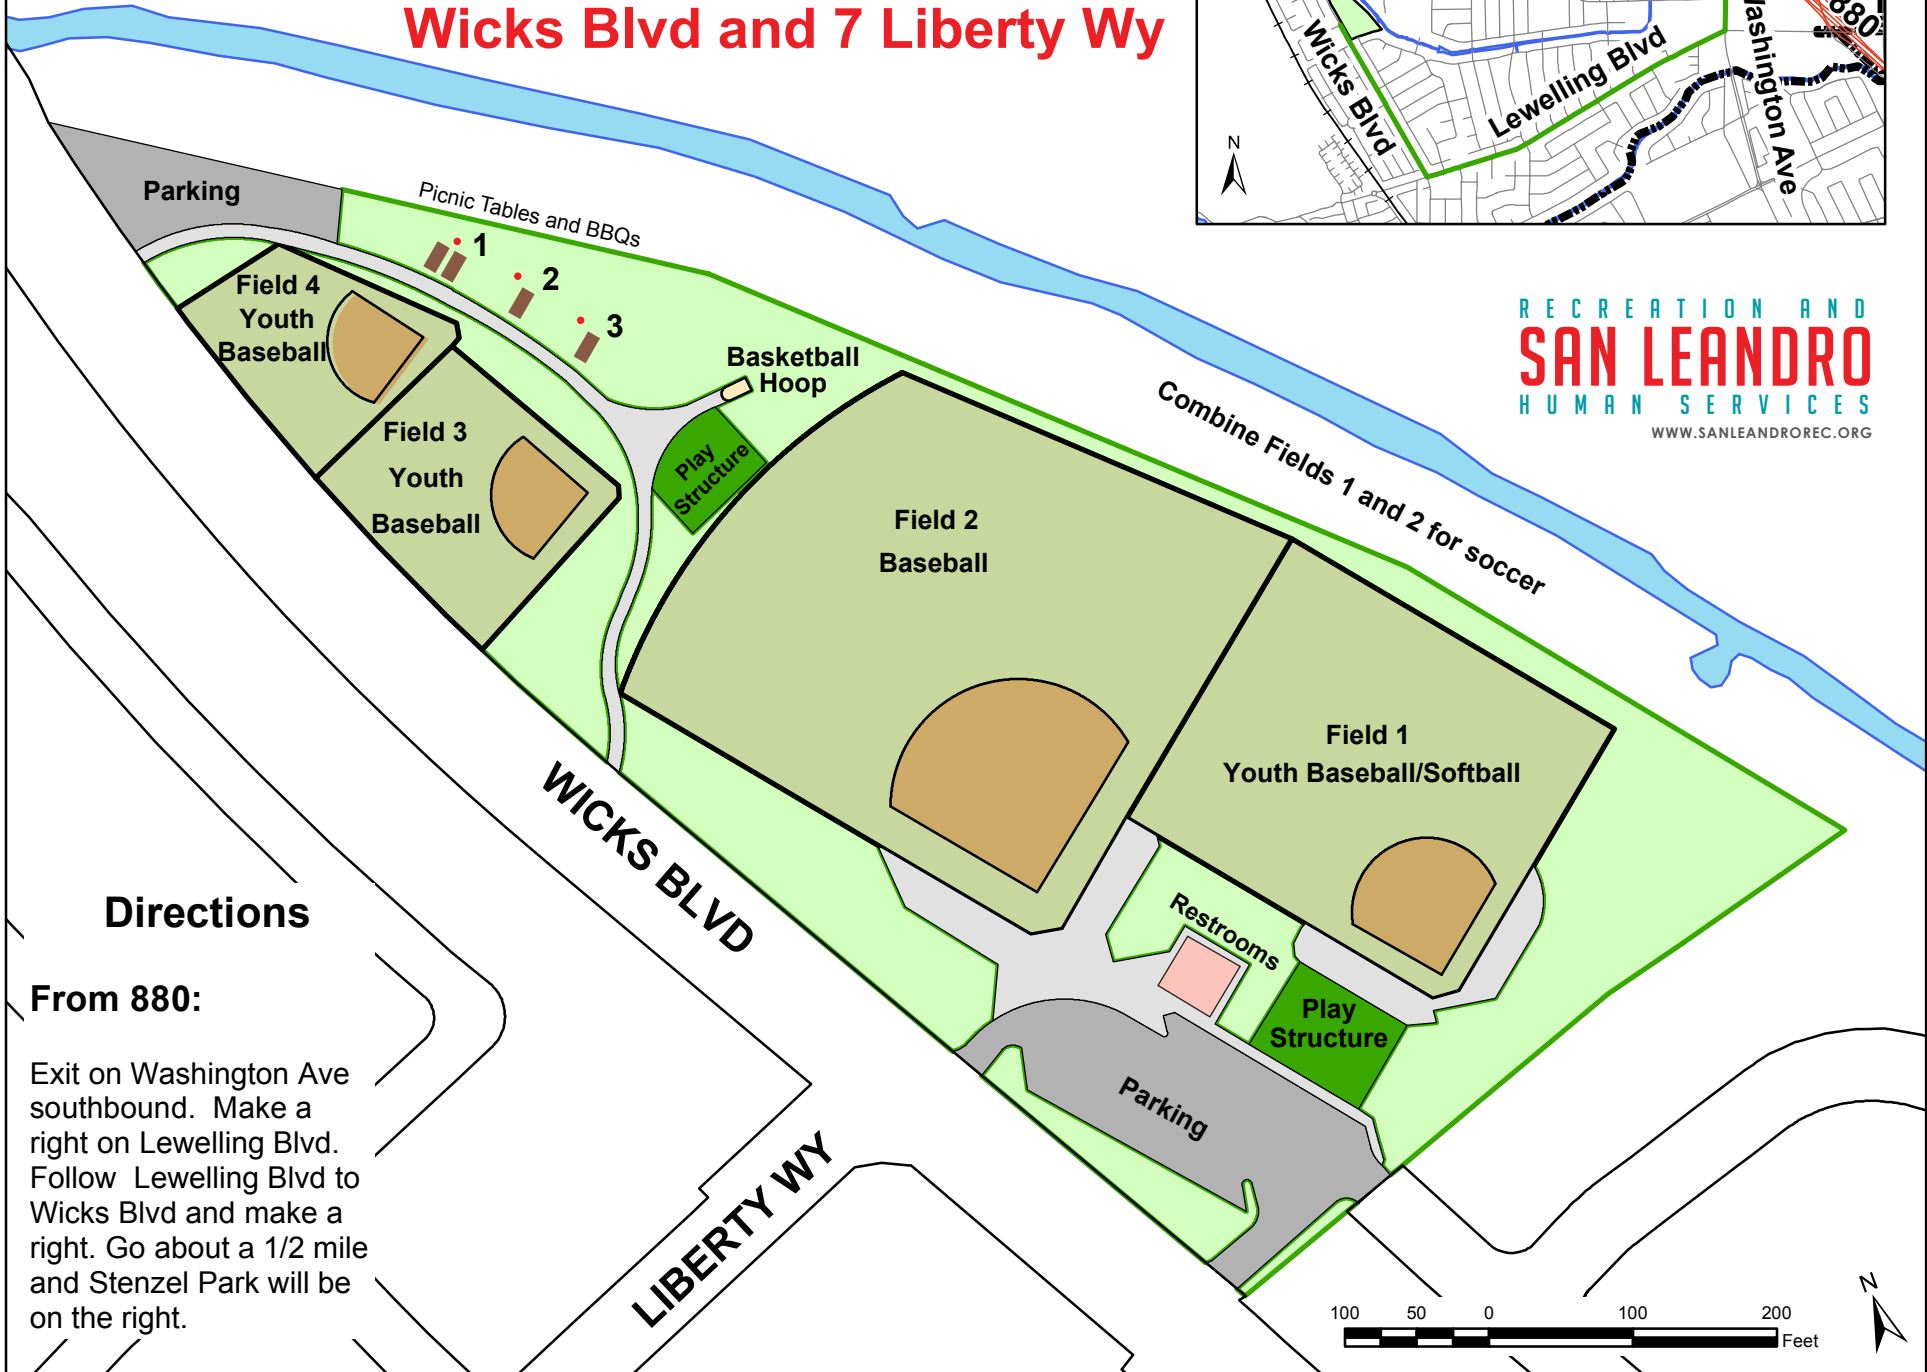 Wicks Blvd and 7 Liberty Wy
Wicks Blvd
Lewelling Blvd
Washington Ave
880
N
RECREATION AND
SAN LEANDRO
HUMAN SERVICES
WWW.SANLEANDROREC.ORG
Parking
Picnic Tables and BBQs
1
2
3
Field 4
Youth
Baseball
Basketball
Hoop
Field 3
Youth
Baseball
Play
Structure
Combine Fields 1 and 2 for soccer
Field 2
Baseball
Field 1
Youth Baseball/Softball
WICKS BLVD
Restrooms
Play
Structure
Parking
LIBERTY WY
Directions
From 880:
Exit on Washington Ave
southbound.  Make a
right on Lewelling Blvd.
Follow  Lewelling Blvd to
Wicks Blvd and make a
right. Go about a 1/2 mile
and Stenzel Park will be
on the right.
100 50 0 100 200
Feet
N